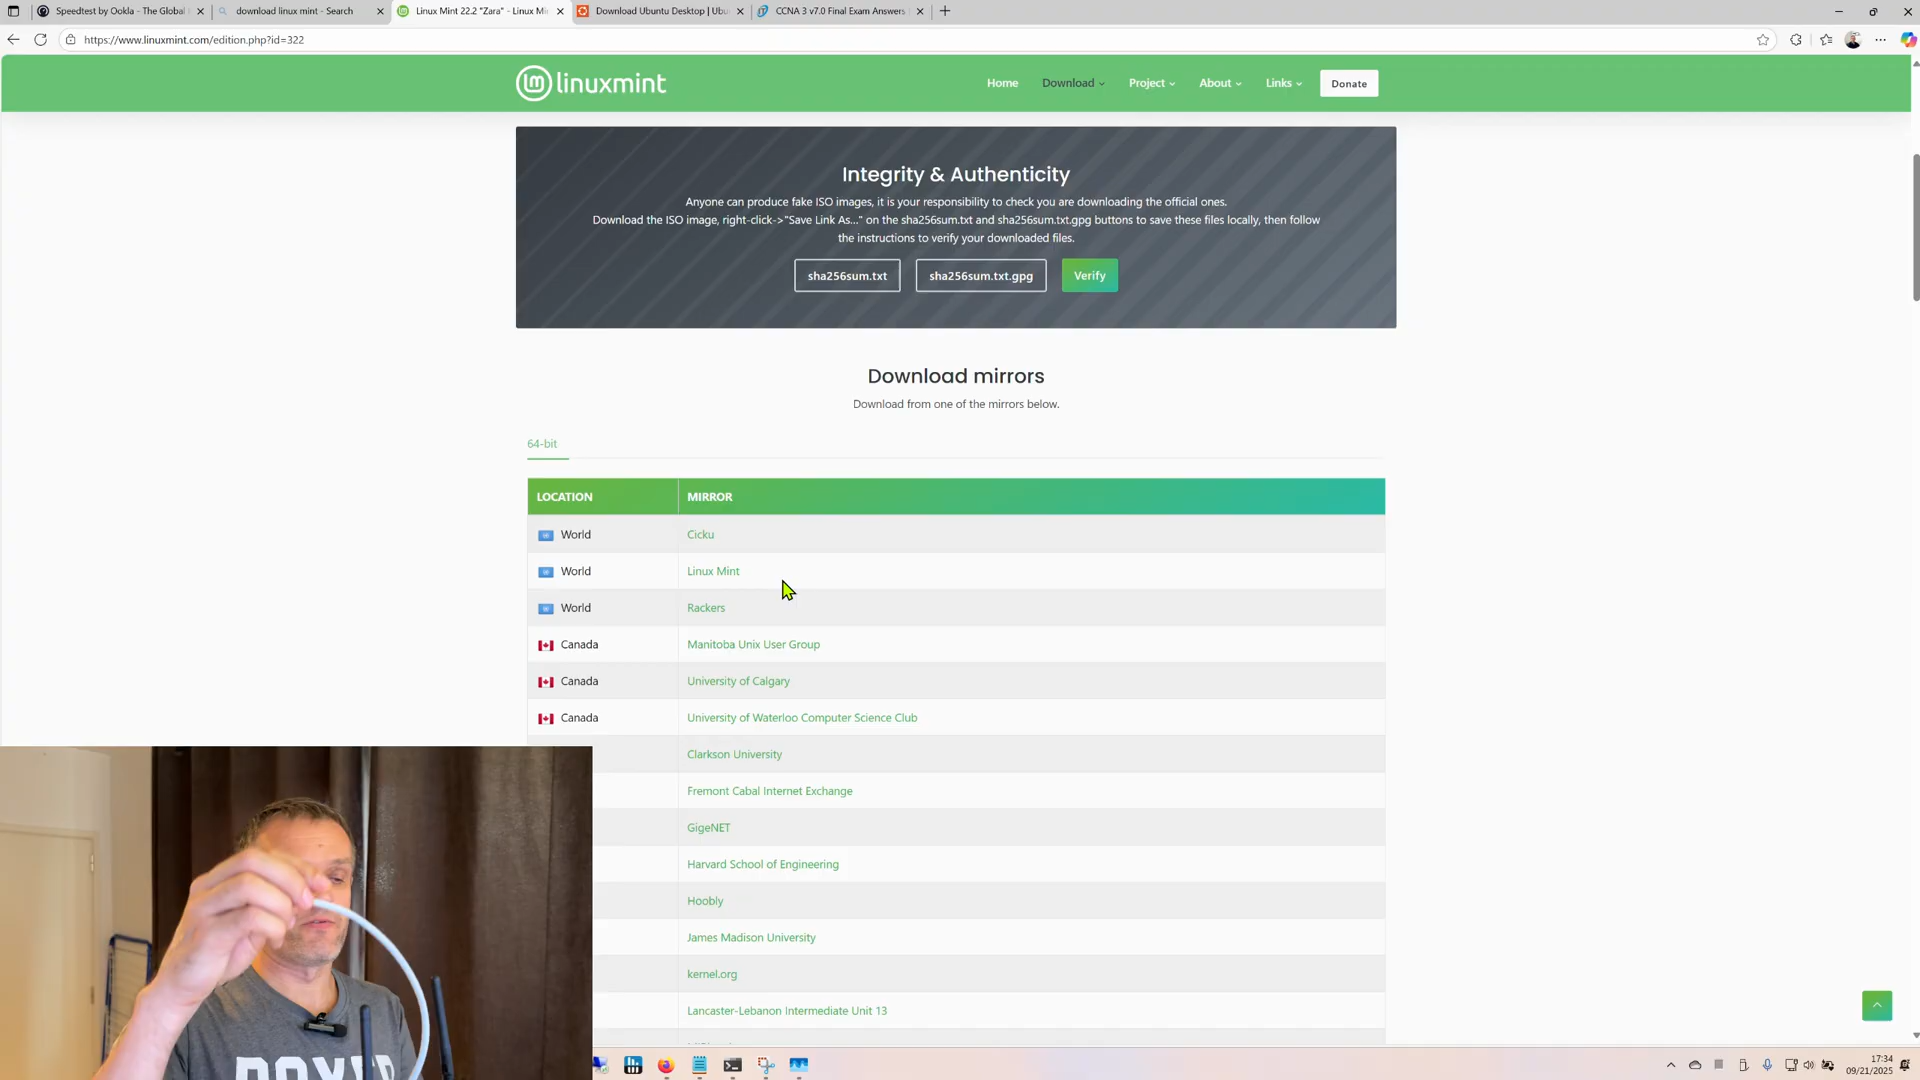 Speedtest by Ookla - The Global
download linux mint - Search
Linux Mint 22.2 "Zara" - Linux Mi
Download Ubuntu Desktop | Ubu
CCNA 3 v7.0 Final Exam Answers
https://www.linuxmint.com/edition.php?id=322
linuxmint
Home
Download
Project
About
Links
Donate
Integrity & Authenticity
Anyone can produce fake ISO images, it is your responsibility to check you are downloading the official ones.
Download the ISO image, right-click->"Save Link As..." on the sha256sum.txt and sha256sum.txt.gpg buttons to save these files locally, then follow
the instructions to verify your downloaded files.
sha256sum.txt
sha256sum.txt.gpg
Verify
Download mirrors
Download from one of the mirrors below.
64-bit
LOCATION MIRROR
World Cicku
World Linux Mint
World Rackers
Canada Manitoba Unix User Group
Canada University of Calgary
Canada University of Waterloo Computer Science Club
Clarkson University
Fremont Cabal Internet Exchange
GigeNET
Harvard School of Engineering
Hoobly
James Madison University
kernel.org
Lancaster-Lebanon Intermediate Unit 13
17:34
09/21/2025